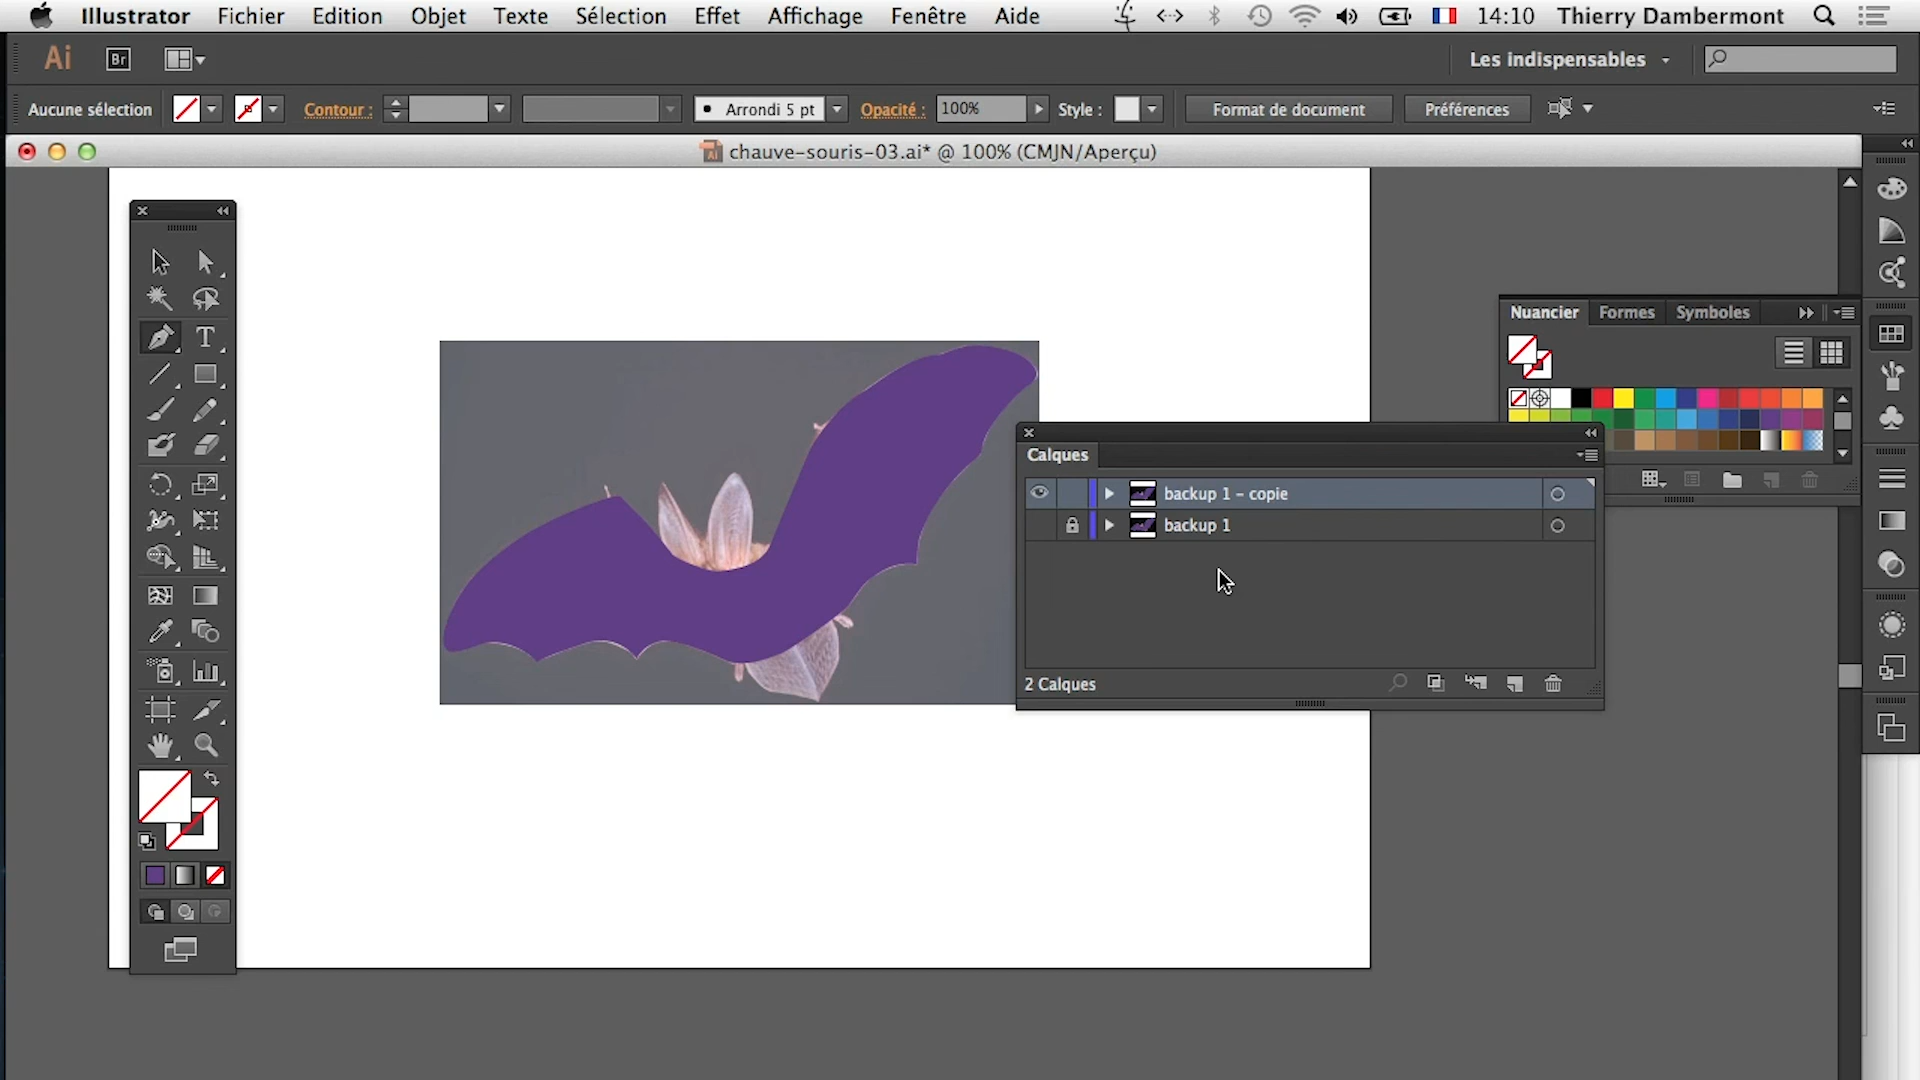 Illustrator Fichier Edition Objet Texte Sélection Effet Affichage Fenêtre Aide 14:10 Thierry Dambermont
Ai Br Les indispensables
Aucune sélection Contour : Arrondi 5 pt Opacité : 100% Style : Format de document Préférences
chauve-souris-03.ai* @ 100% (CMJN/Aperçu)
Nuancier Formes Symboles
Calques
backup 1 - copie
backup 1
2 Calques